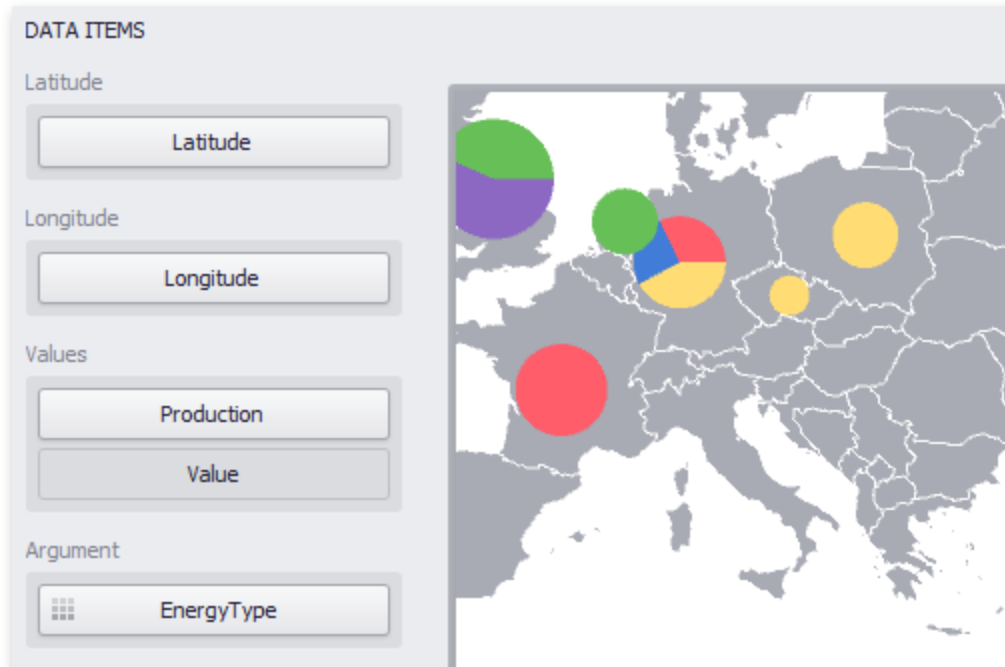 DATA ITEMS
Latitude
Latitude
Longitude
Longitude
Values
Production
Value
Argument
EnergyType